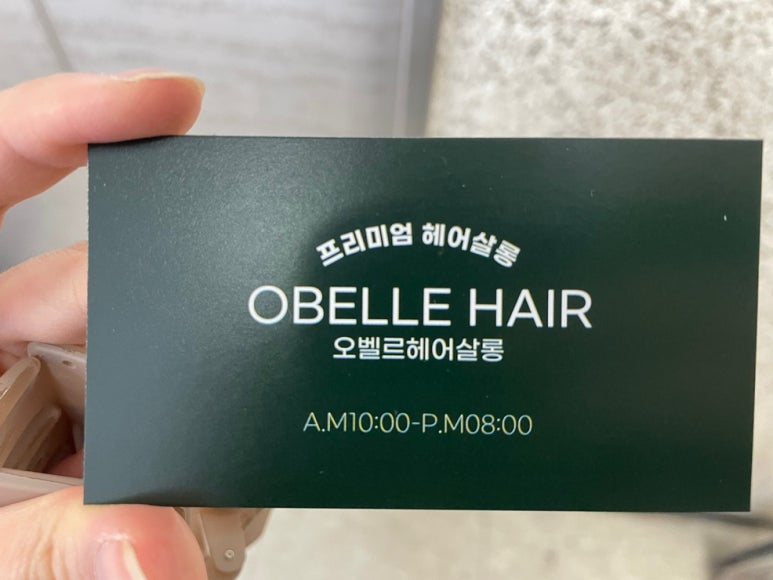 프리미엄 헤어살롱
OBELLE HAIR
오벨르헤어살롱
A.M10:00-P.M08:00